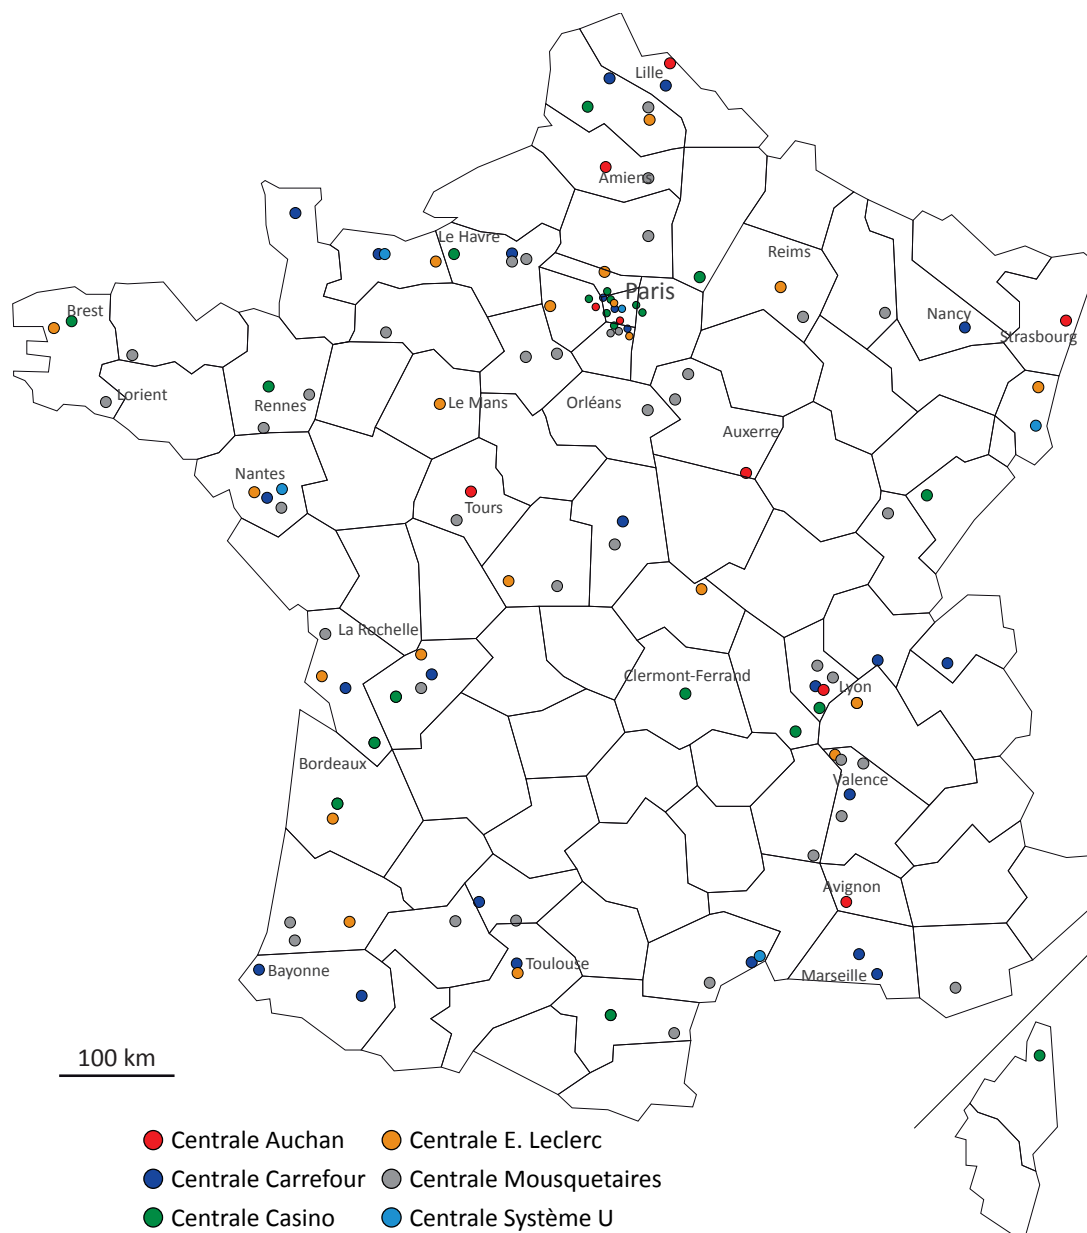 Lille
Amiens
Le Havre
Reims
Paris
Brest
Nancy
Strasbourg
Lorient
Rennes
Le Mans
Orléans
Auxerre
Nantes
Tours
La Rochelle
Clermont-Ferrand
Lyon
Bordeaux
Valence
Avignon
Bayonne
Toulouse
Marseille
100 km
Centrale Auchan
Centrale E. Leclerc
Centrale Carrefour
Centrale Mousquetaires
Centrale Casino
Centrale Système U